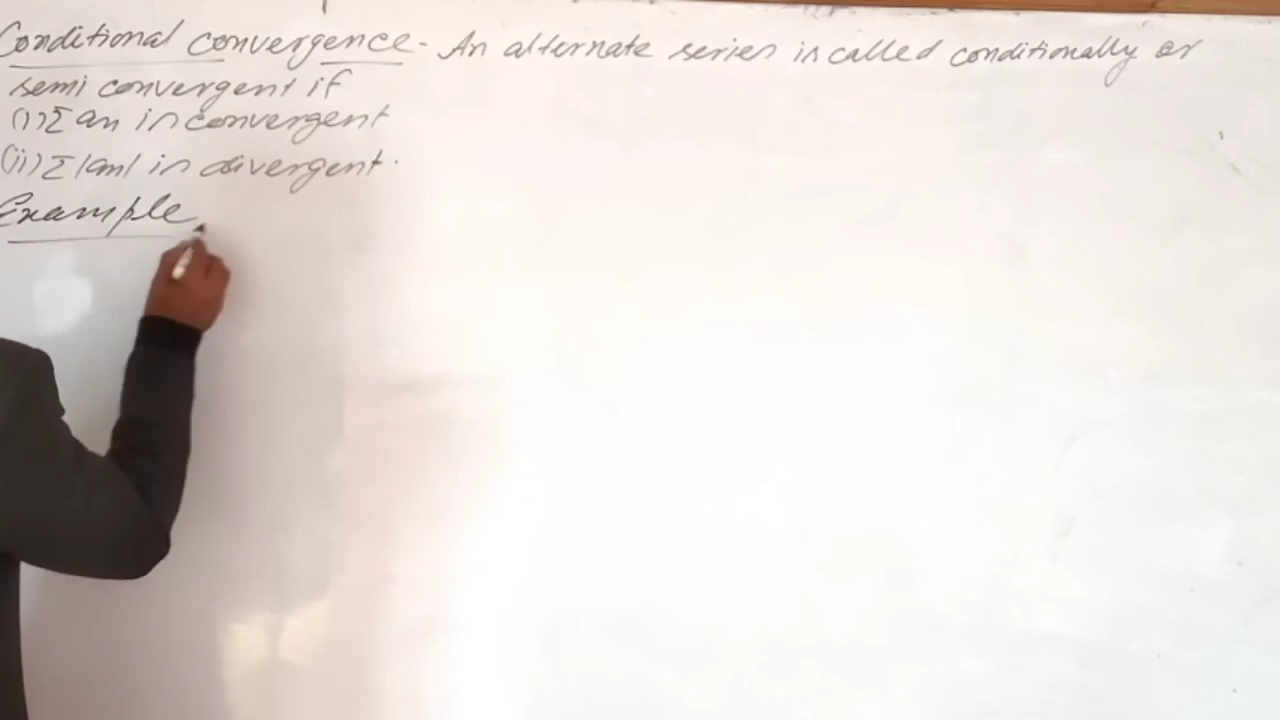 Conditional convergence - An alternate series is called conditionally or
semi convergent if
(i) Σ an is convergent
(ii) Σ |an| is divergent.
Example